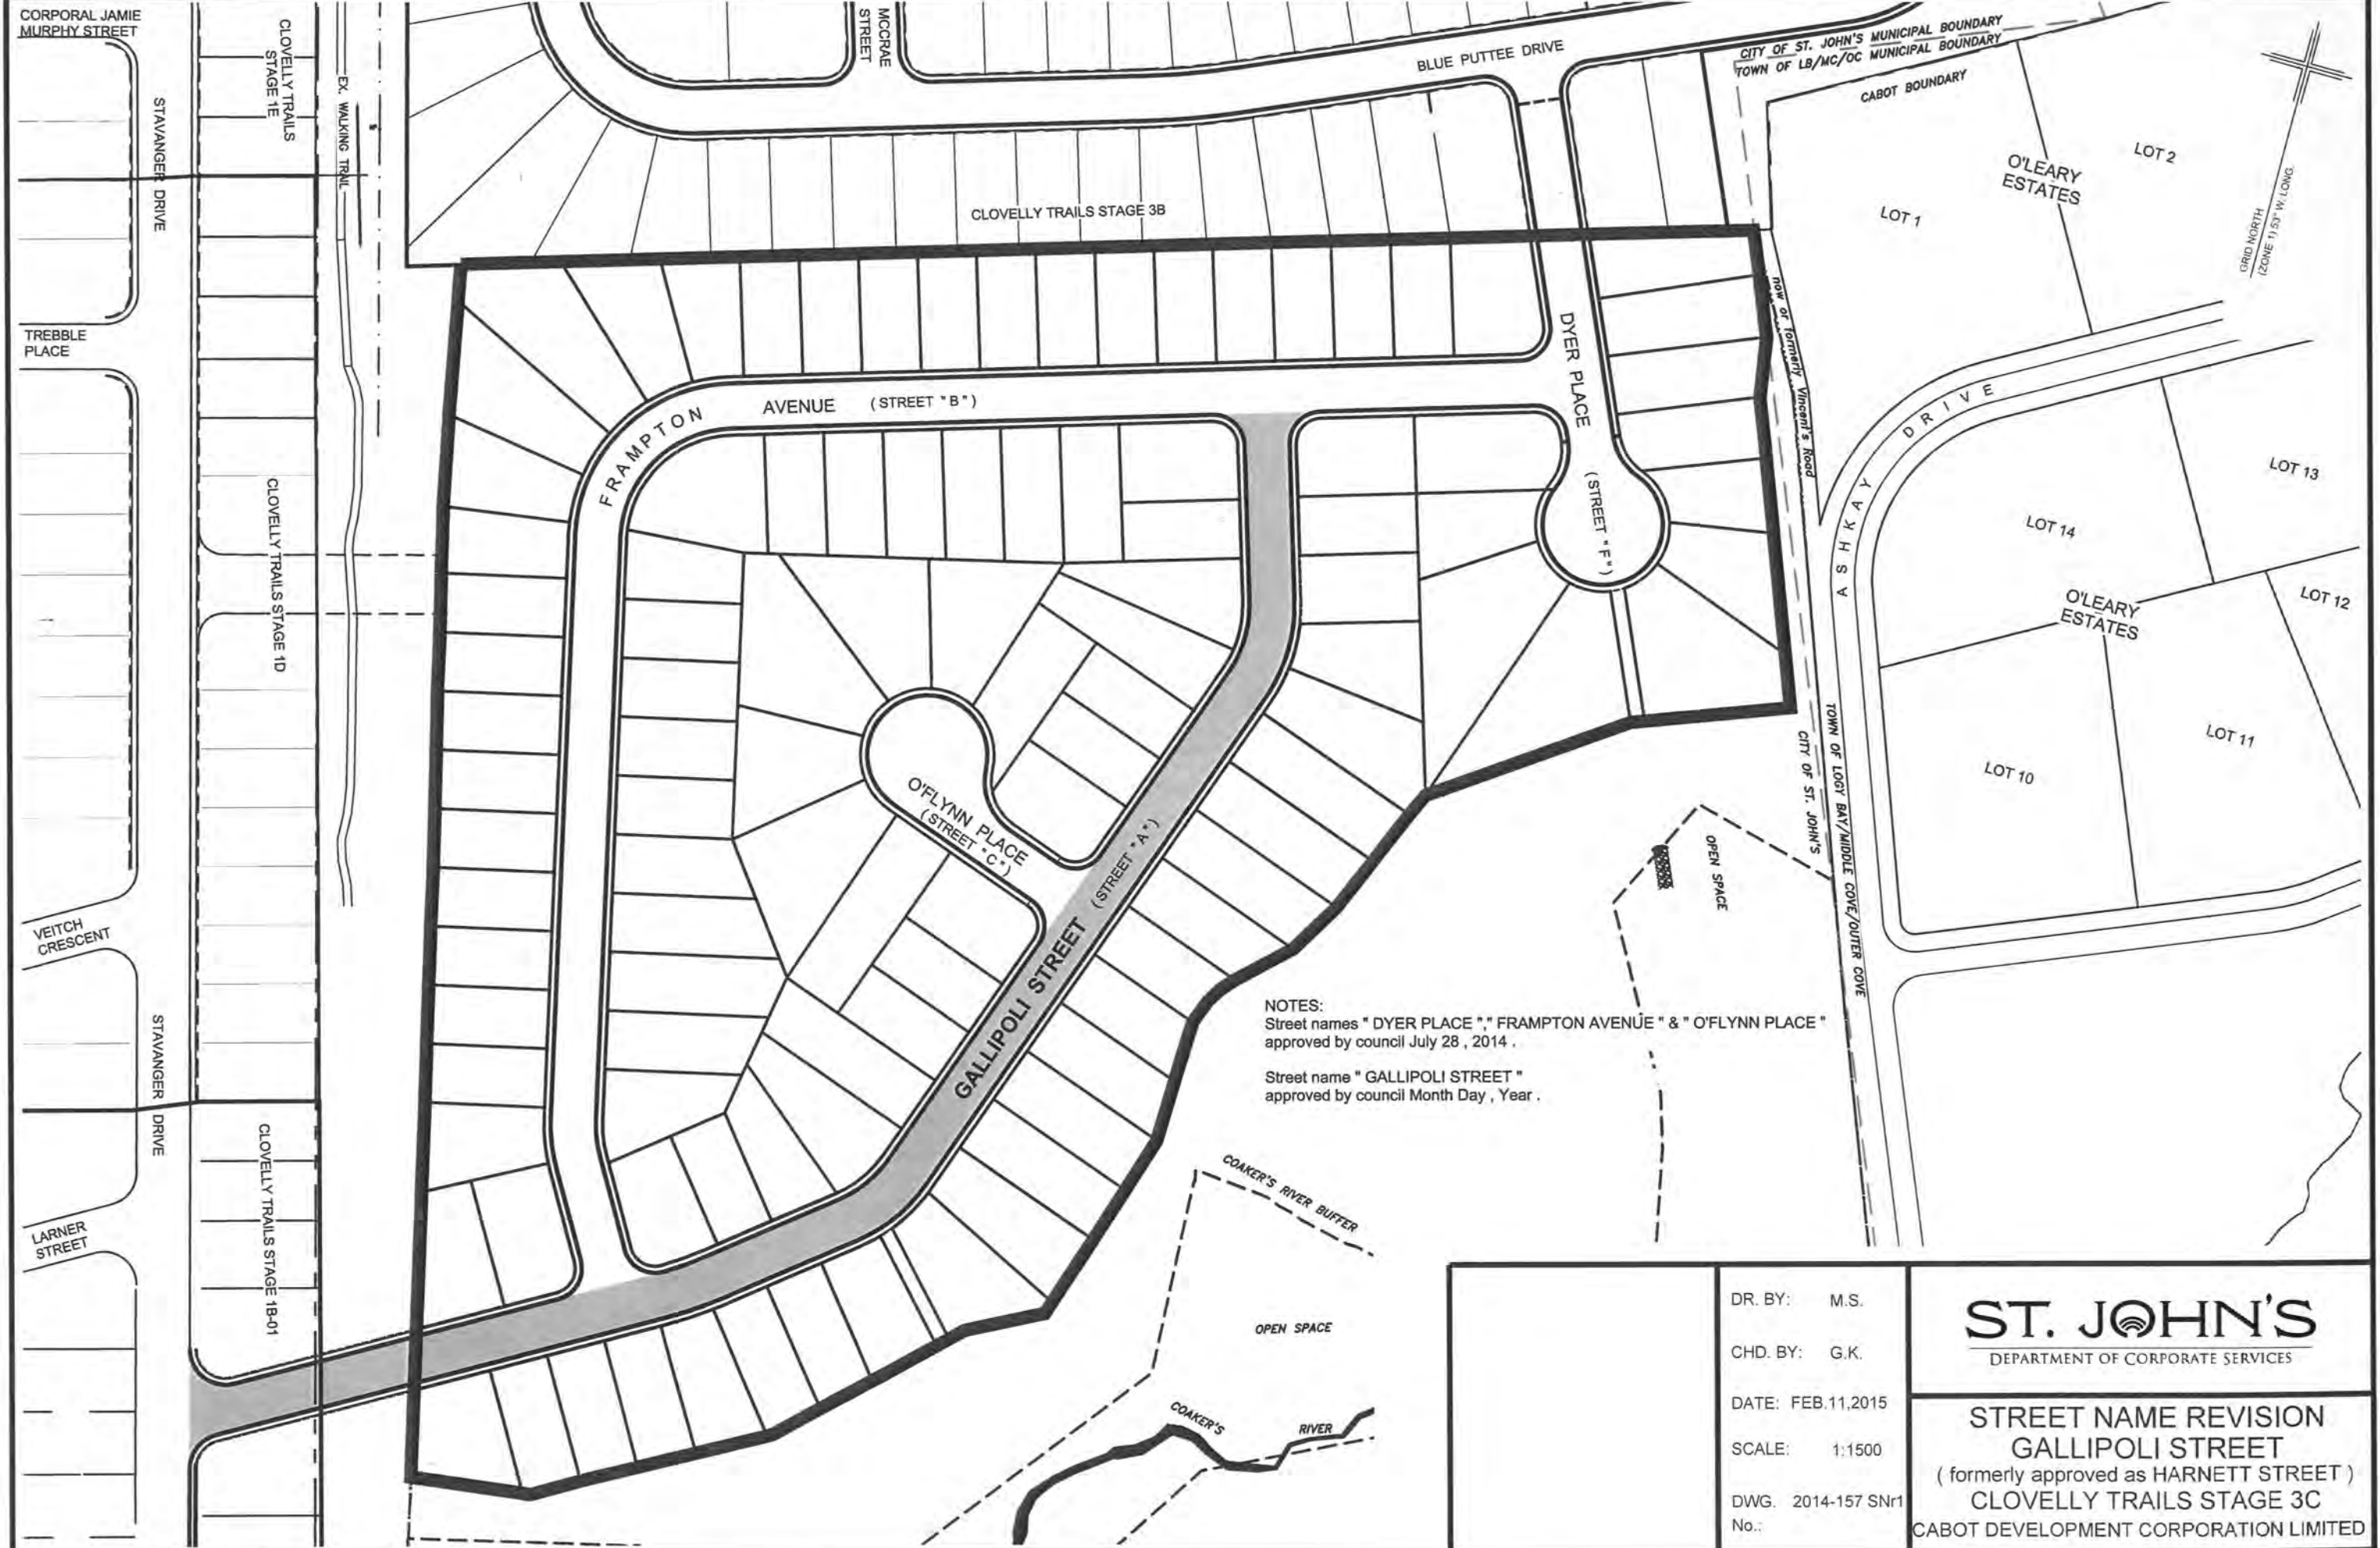 CORPORAL JAMIE
MURPHY STREET
STAVANGER DRIVE
CLOVELLY TRAILS
STAGE 1E
EX. WALKING TRAIL
MCCRAE
STREET
BLUE PUTTEE DRIVE
CITY OF ST. JOHN'S MUNICIPAL BOUNDARY
TOWN OF LB/MC/OC MUNICIPAL BOUNDARY
CABOT BOUNDARY
O'LEARY
ESTATES
LOT 2
LOT 1
GRID NORTH
(ZONE 1) 53° W. LONG.
CLOVELLY TRAILS STAGE 3B
TREBBLE
PLACE
FRAMPTON AVENUE (STREET "B")
DYER PLACE
(STREET "F")
now or formerly Vincent's Road
ASHKAY DRIVE
LOT 13
LOT 14
O'LEARY
ESTATES
LOT 12
LOT 11
LOT 10
CLOVELLY TRAILS STAGE 1D
O'FLYNN PLACE
(STREET "C")
GALLIPOLI STREET (STREET "A")
TOWN OF LOGY BAY/MIDDLE COVE/OUTER COVE
CITY OF ST. JOHN'S
OPEN SPACE
VEITCH
CRESCENT
STAVANGER DRIVE
NOTES:
Street names " DYER PLACE "," FRAMPTON AVENUE " & " O'FLYNN PLACE "
approved by council July 28 , 2014 .
Street name " GALLIPOLI STREET "
approved by council Month Day , Year .
LARNER
STREET
CLOVELLY TRAILS STAGE 1B-01
COAKER'S RIVER BUFFER
OPEN SPACE
COAKER'S RIVER
DR. BY: M.S.
CHD. BY: G.K.
DATE: FEB.11,2015
SCALE: 1:1500
DWG. 2014-157 SNr1
No.:
ST. JOHN'S
DEPARTMENT OF CORPORATE SERVICES
STREET NAME REVISION
GALLIPOLI STREET
( formerly approved as HARNETT STREET )
CLOVELLY TRAILS STAGE 3C
CABOT DEVELOPMENT CORPORATION LIMITED